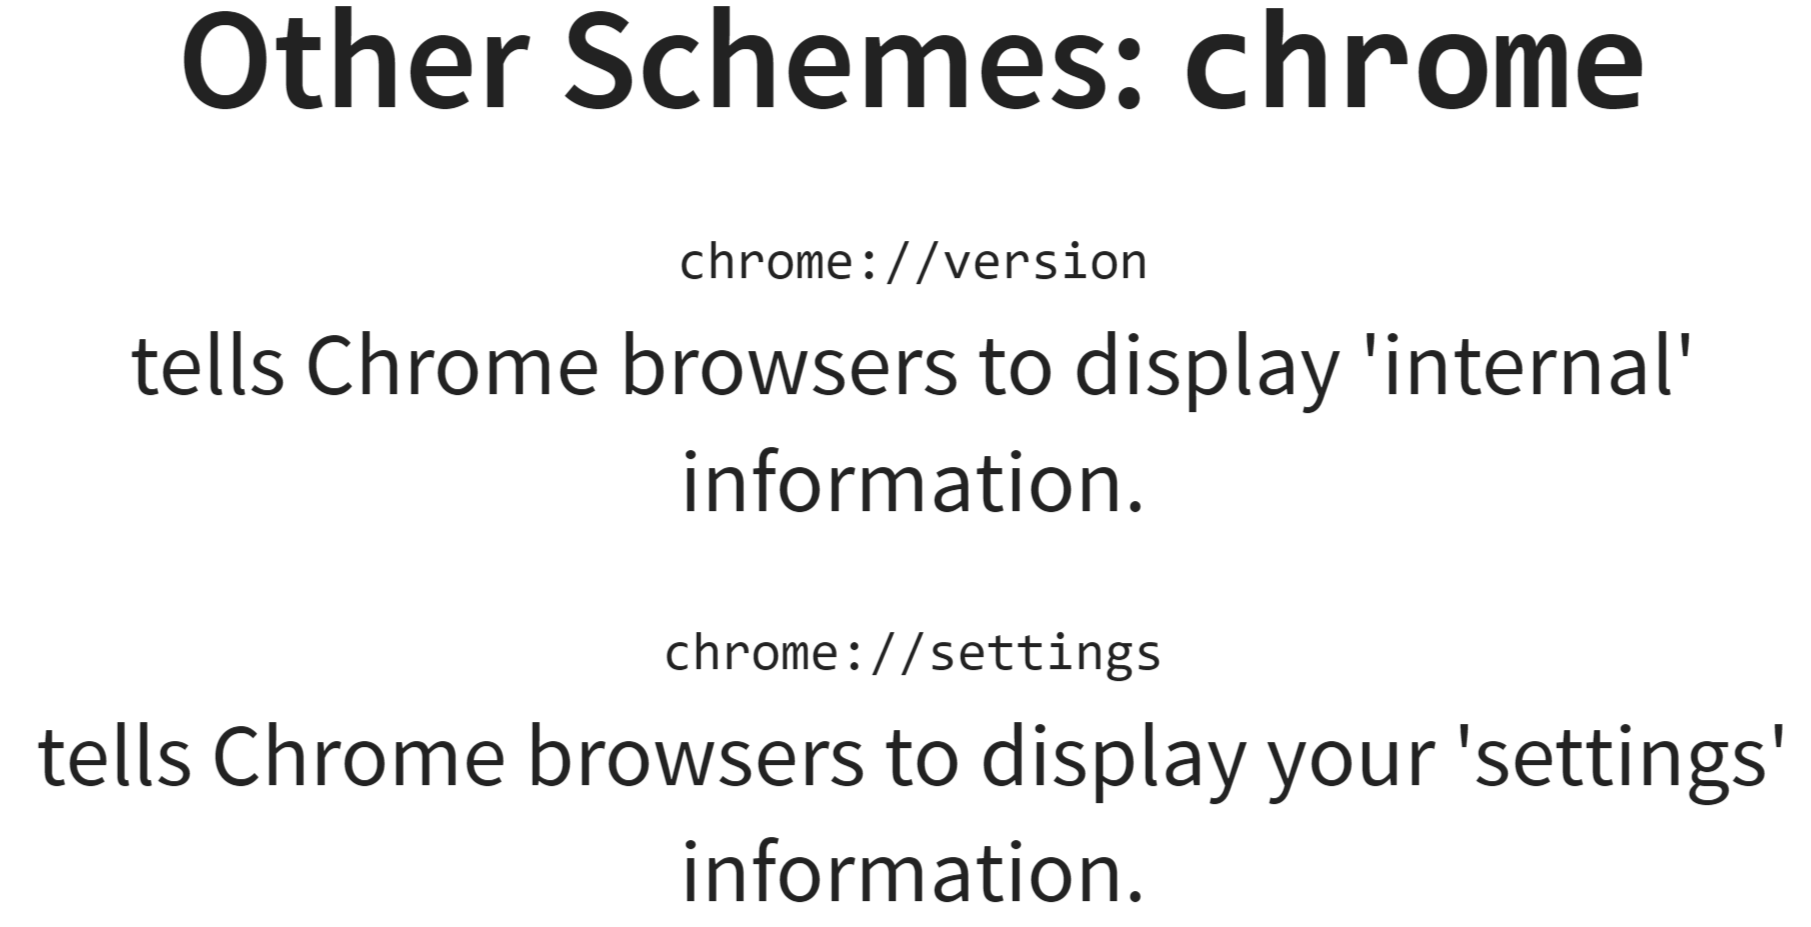 Other Schemes: chrome
chrome://version
tells Chrome browsers to display 'internal'
information.
chrome://settings
tells Chrome browsers to display your 'settings'
information.